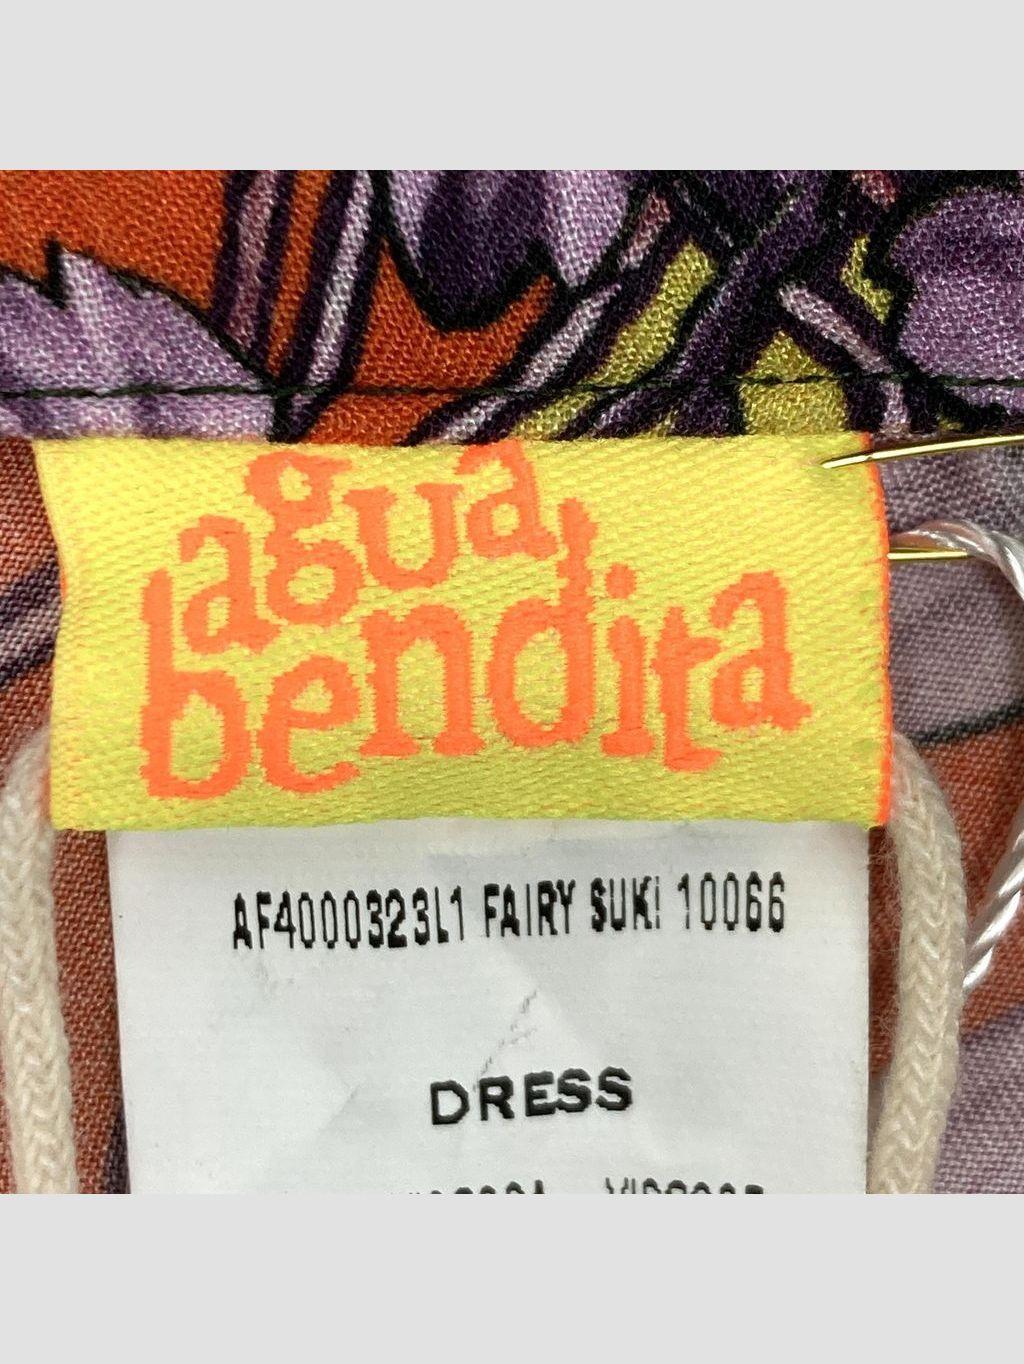 agua
bendita
AF4000323L1 FAIRY SUKI 10066
DRESS